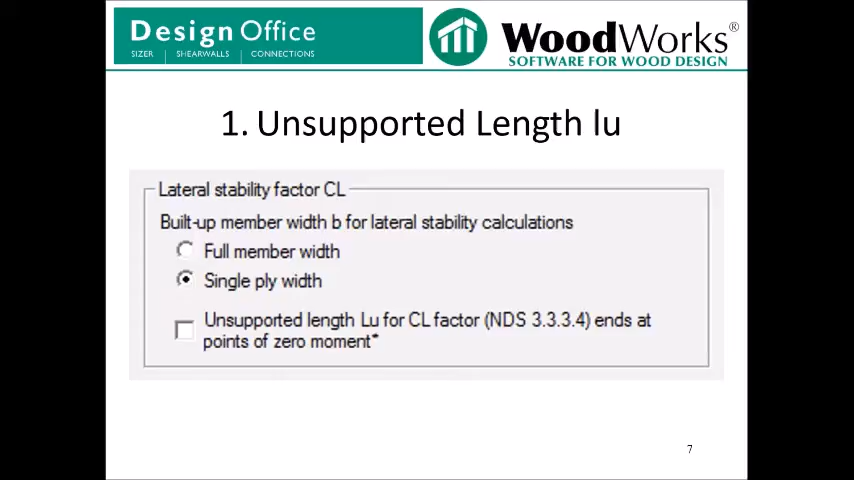 Design Office
SIZER | SHEARWALLS | CONNECTIONS
WoodWorks®
SOFTWARE FOR WOOD DESIGN
1. Unsupported Length lu
Lateral stability factor CL
Built-up member width b for lateral stability calculations
Full member width
Single ply width
Unsupported length Lu for CL factor (NDS 3.3.3.4) ends at
points of zero moment*
7